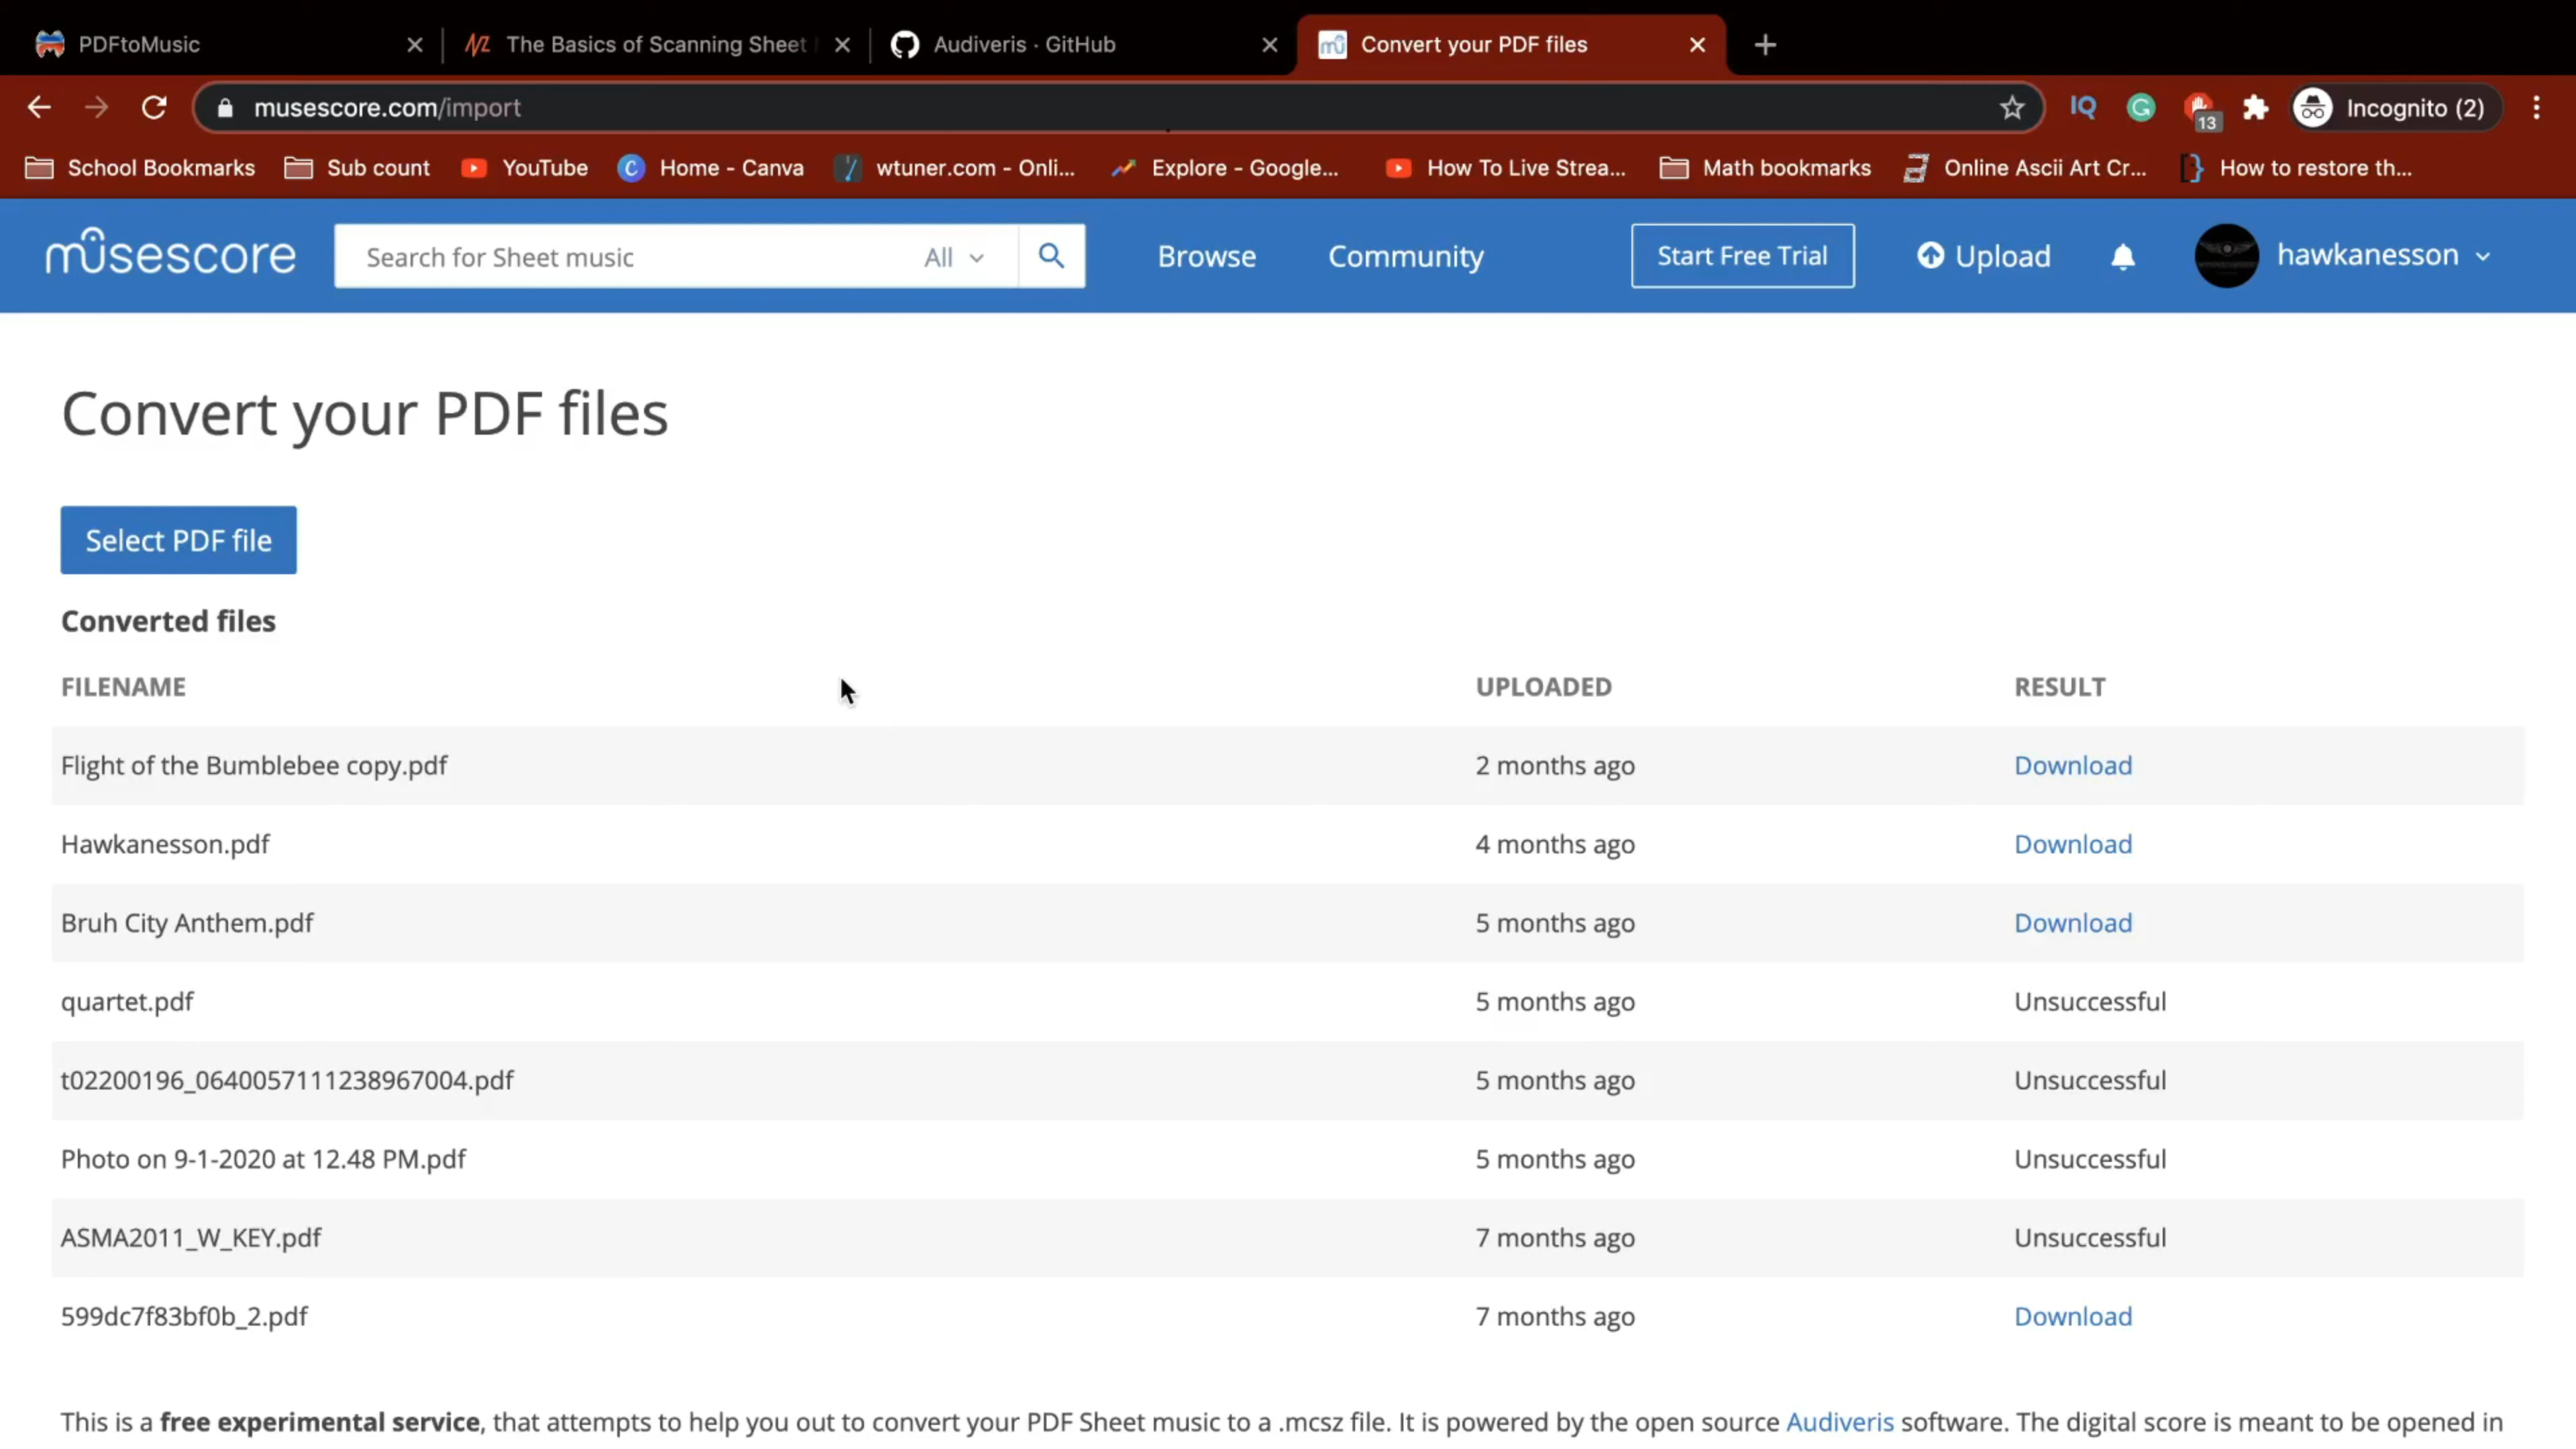 PDFtoMusic
The Basics of Scanning Sheet
Audiveris · GitHub
Convert your PDF files
musescore.com/import
IQ
G
13
Incognito (2)
School Bookmarks
Sub count
YouTube
C
Home - Canva
wtuner.com - Onli...
Explore - Google...
How To Live Strea...
Math bookmarks
Online Ascii Art Cr...
How to restore th...
musescore
Search for Sheet music
All
Browse
Community
Start Free Trial
Upload
hawkanesson
Convert your PDF files
Select PDF file
Converted files
FILENAME UPLOADED RESULT
Flight of the Bumblebee copy.pdf 2 months ago Download
Hawkanesson.pdf 4 months ago Download
Bruh City Anthem.pdf 5 months ago Download
quartet.pdf 5 months ago Unsuccessful
t02200196_0640057111238967004.pdf 5 months ago Unsuccessful
Photo on 9-1-2020 at 12.48 PM.pdf 5 months ago Unsuccessful
ASMA2011_W_KEY.pdf 7 months ago Unsuccessful
599dc7f83bf0b_2.pdf 7 months ago Download
This is a free experimental service, that attempts to help you out to convert your PDF Sheet music to a .mcsz file. It is powered by the open source Audiveris software. The digital score is meant to be opened in